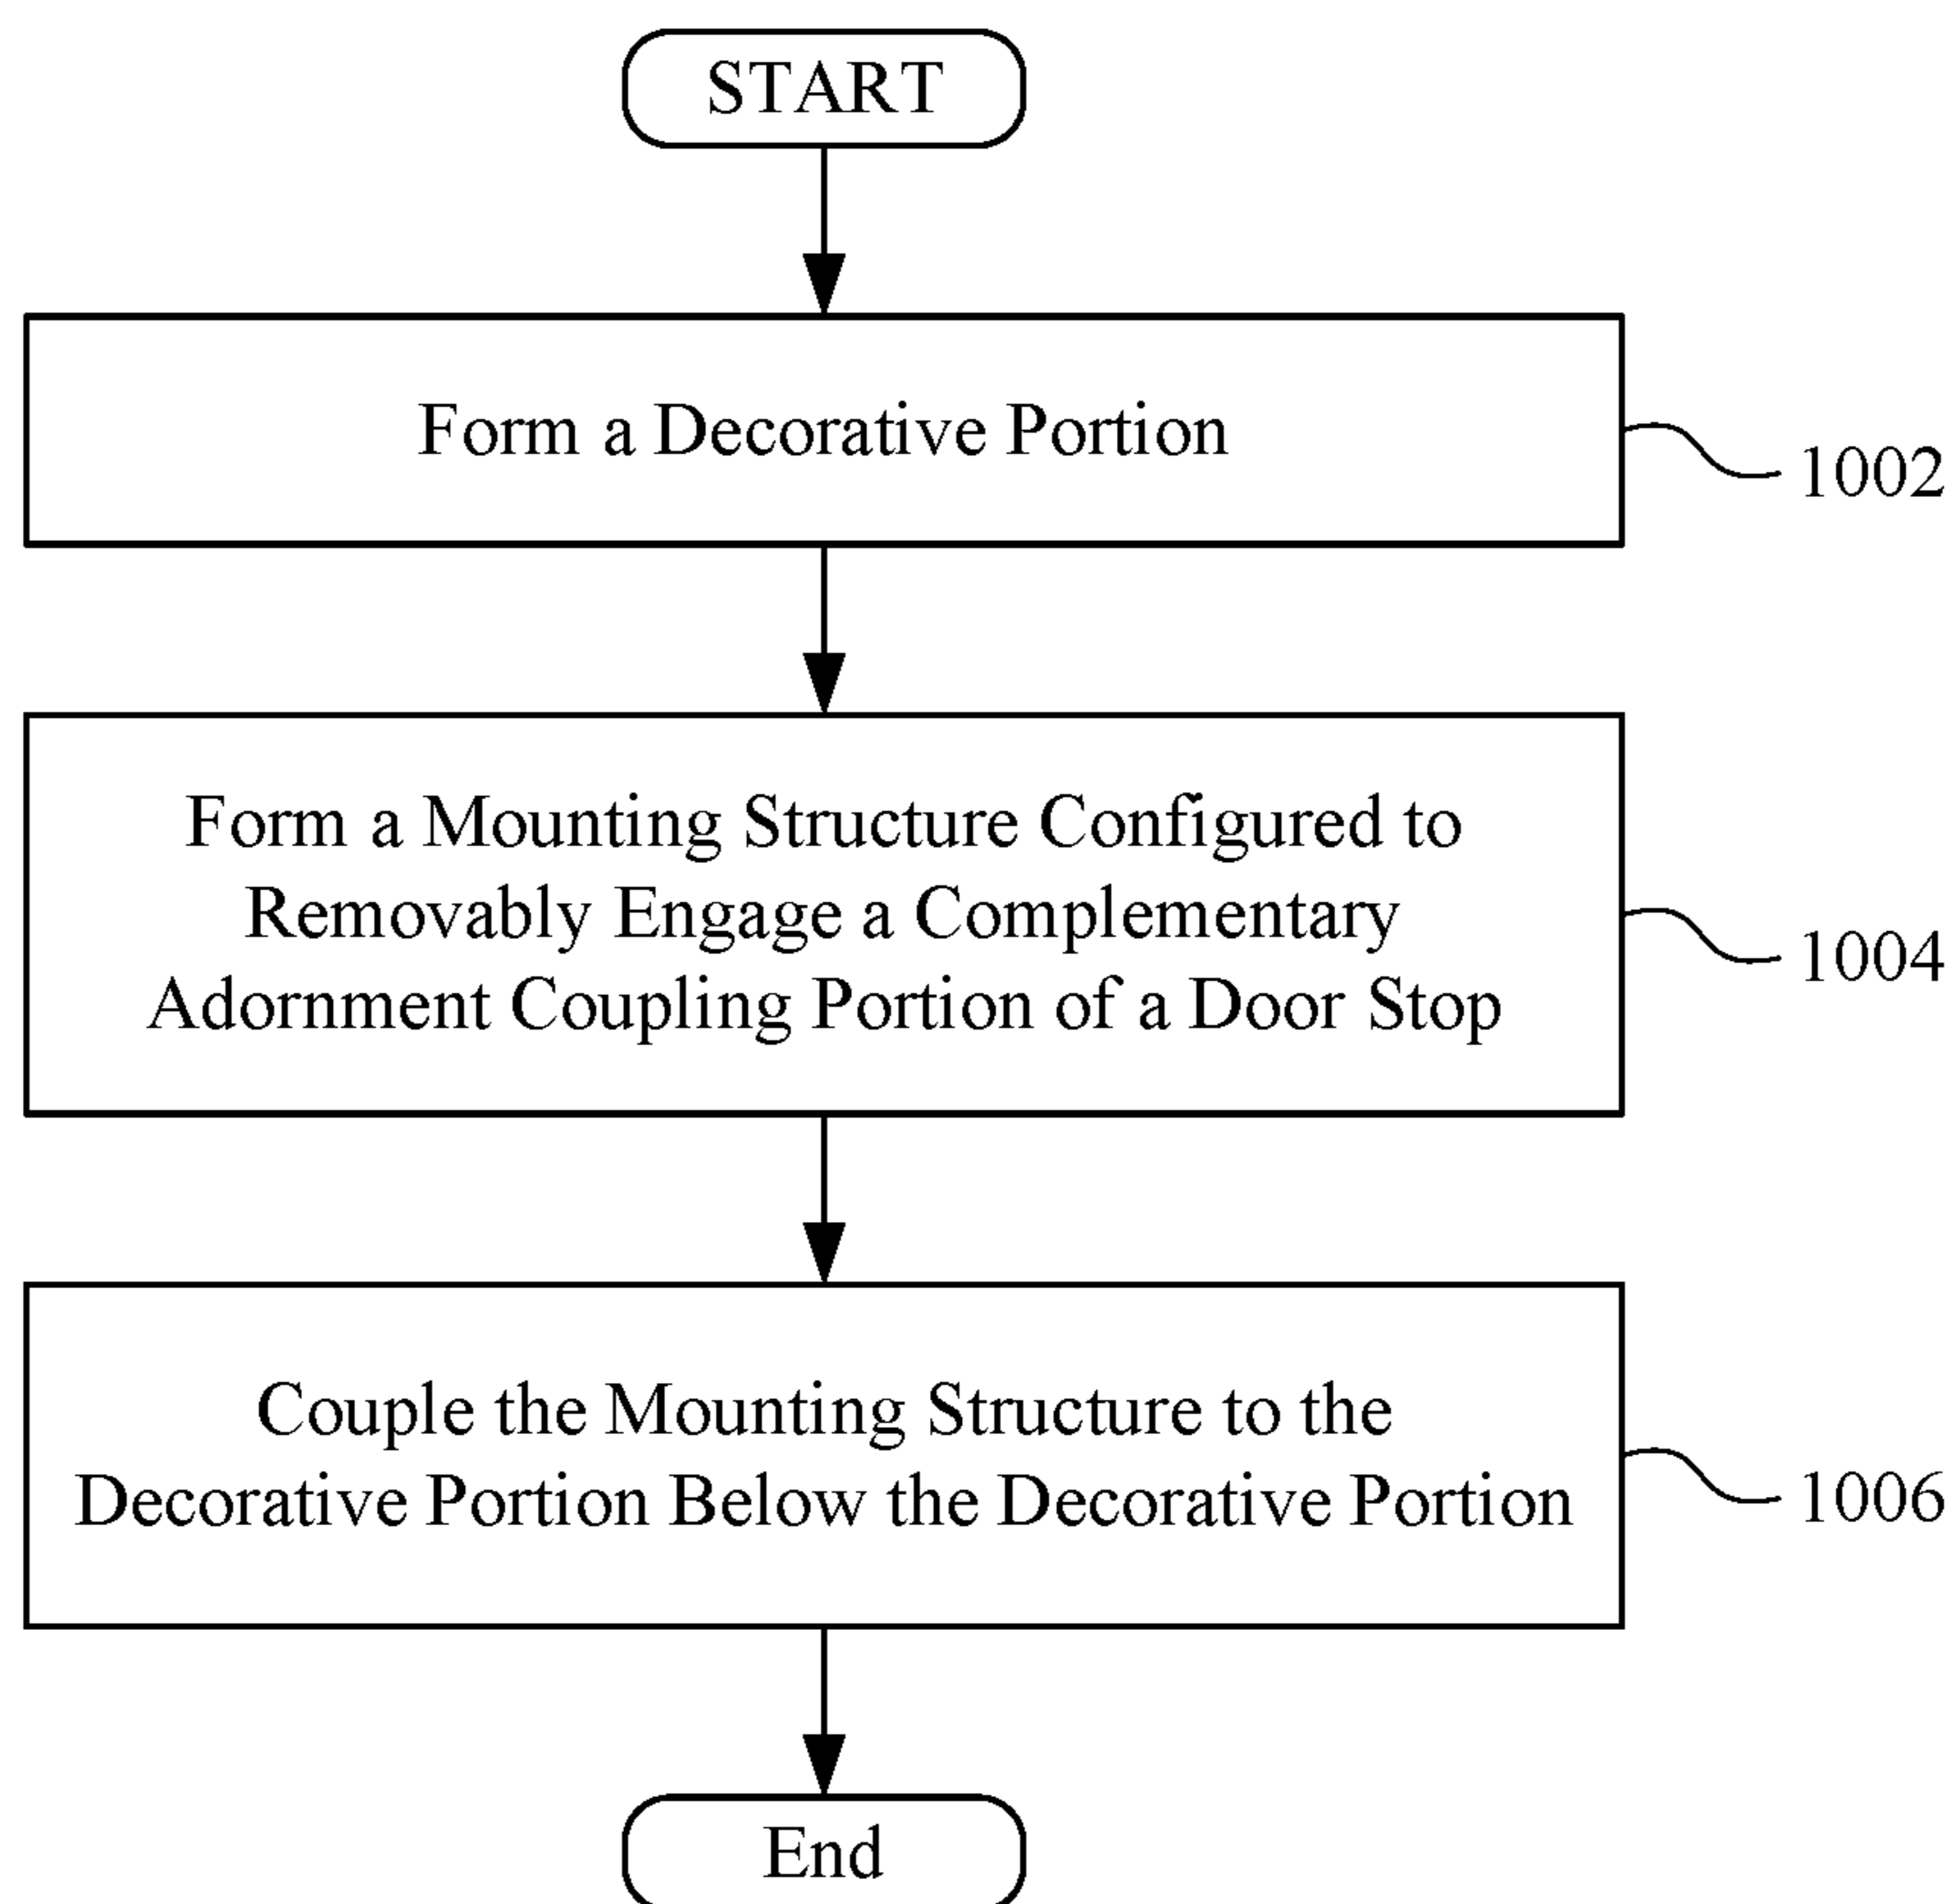 START
Form a Decorative Portion
1002
Form a Mounting Structure Configured to
Removably Engage a Complementary
Adornment Coupling Portion of a Door Stop
1004
Couple the Mounting Structure to the
Decorative Portion Below the Decorative Portion
1006
End